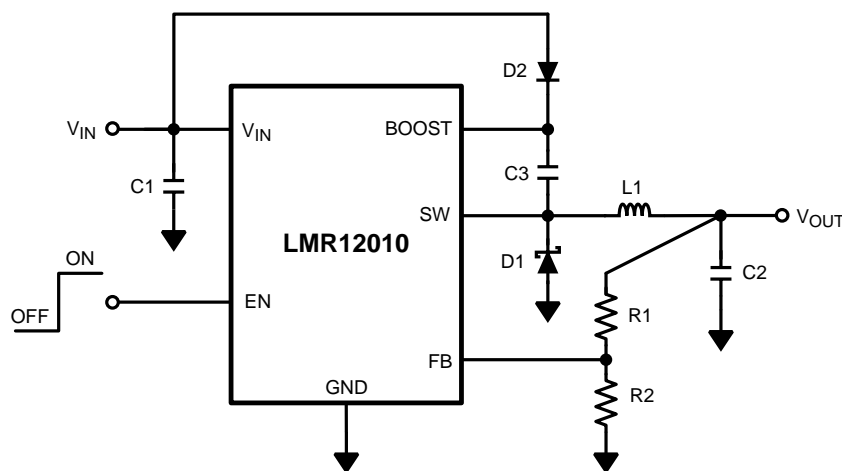 D2
V_IN
V_IN
BOOST
C1
C3
L1
SW
V_OUT
LMR12010
D1
ON
C2
OFF
EN
R1
FB
GND
R2